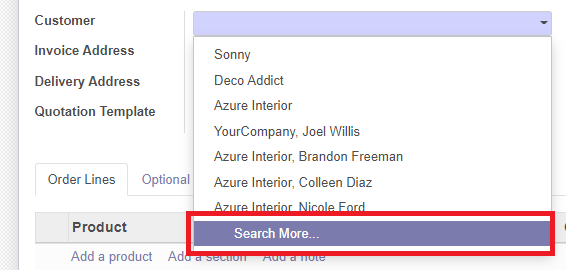 Customer
Invoice Address
Delivery Address
Quotation Template
Sonny
Deco Addict
Azure Interior
YourCompany, Joel Willis
Azure Interior, Brandon Freeman
Azure Interior, Colleen Diaz
Azure Interior, Nicole Ford
Search More...
Order Lines Optional
Product
Add a product Add a section Add a note